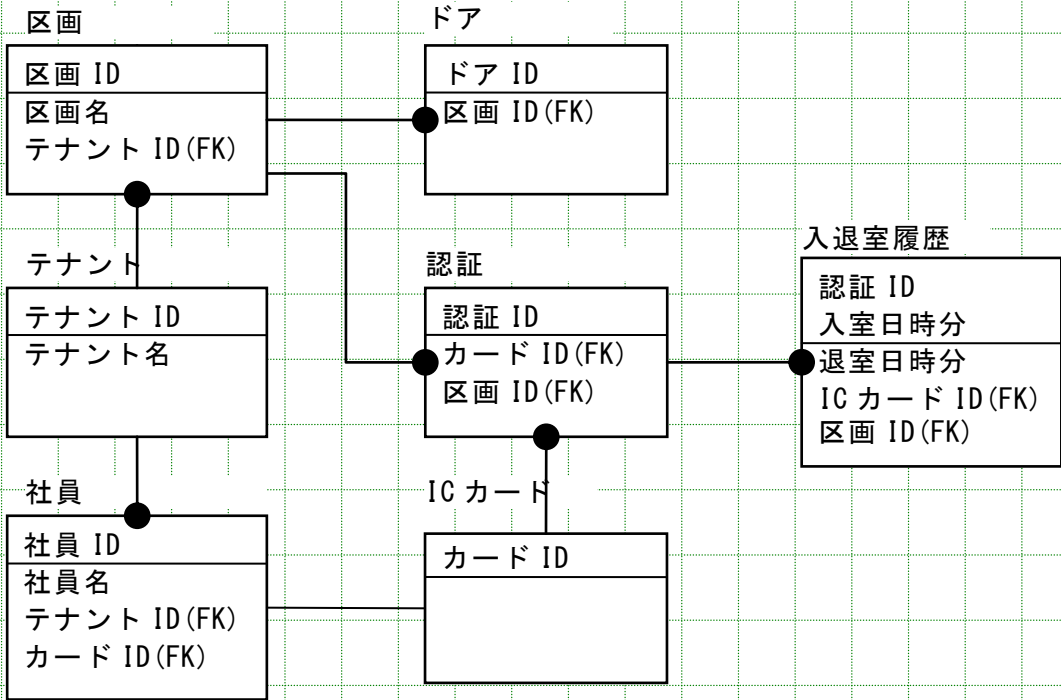 区画
区画 ID
区画名
テナント ID(FK)
ドア
ドア ID
区画 ID(FK)
テナント
テナント ID
テナント名
認証
認証 ID
カード ID(FK)
区画 ID(FK)
入退室履歴
認証 ID
入室日時分
退室日時分
IC カード ID(FK)
区画 ID(FK)
社員
社員 ID
社員名
テナント ID(FK)
カード ID(FK)
IC カード
カード ID